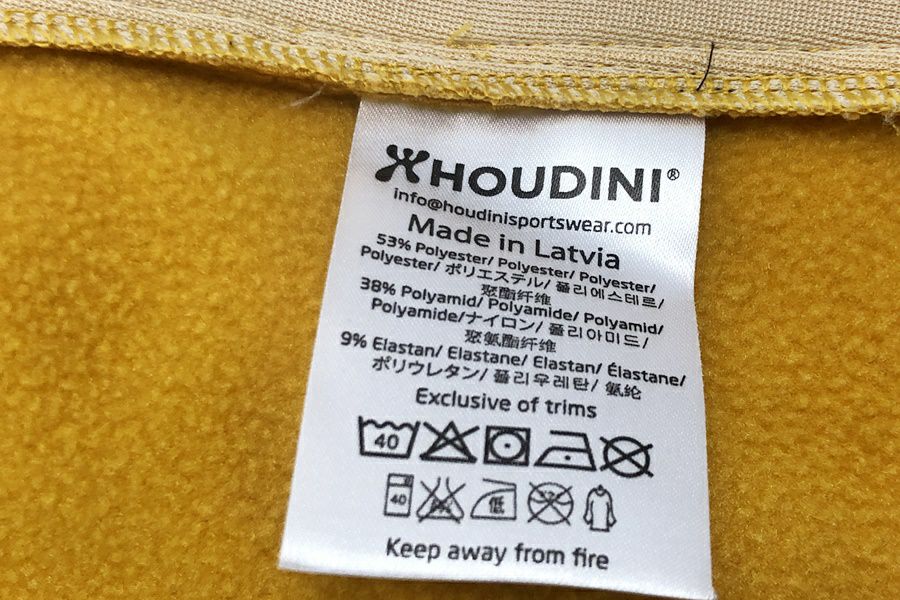 HOUDINI®
info@houdinisportswear.com
Made in Latvia
53% Polyester/ Polyester/ Polyester/
Polyester/ ポリエステル/ 폴리에스테르/
聚酯纤维
38% Polyamid/ Polyamide/ Polyamid/
Polyamide/ナイロン/ 폴리아미드/
聚氨酯纤维
9% Elastan/ Elastane/ Elastan/ Élastane/
ポリウレタン/ 폴리우레탄/ 氨纶
Exclusive of trims
40
40 低
Keep away from fire